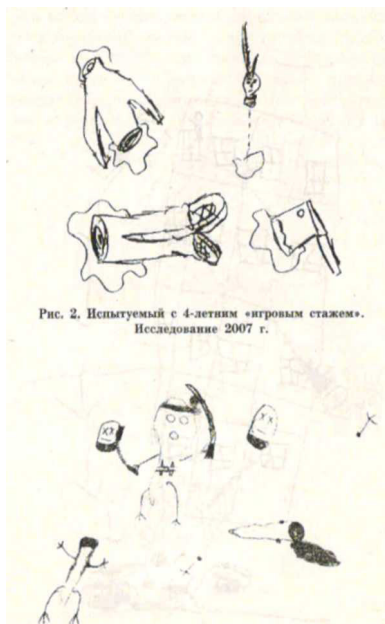 Рис. 2. Испытуемый с 4-летним «игровым стажем».
Исследование 2007 г.